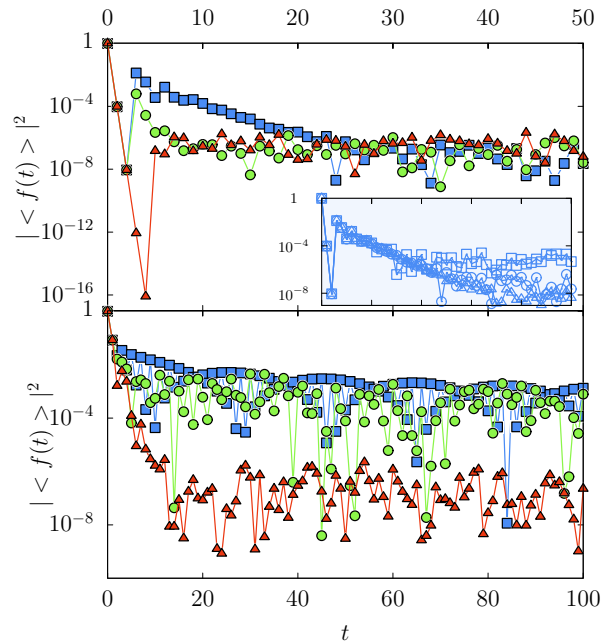 0 10 20 30 40 50
1
10^{-4}
10^{-8}
10^{-12}
10^{-16}
| < f(t) > |^2
1
10^{-4}
10^{-8}
1
10^{-4}
10^{-8}
| < f(t) > |^2
0 20 40 60 80 100
t